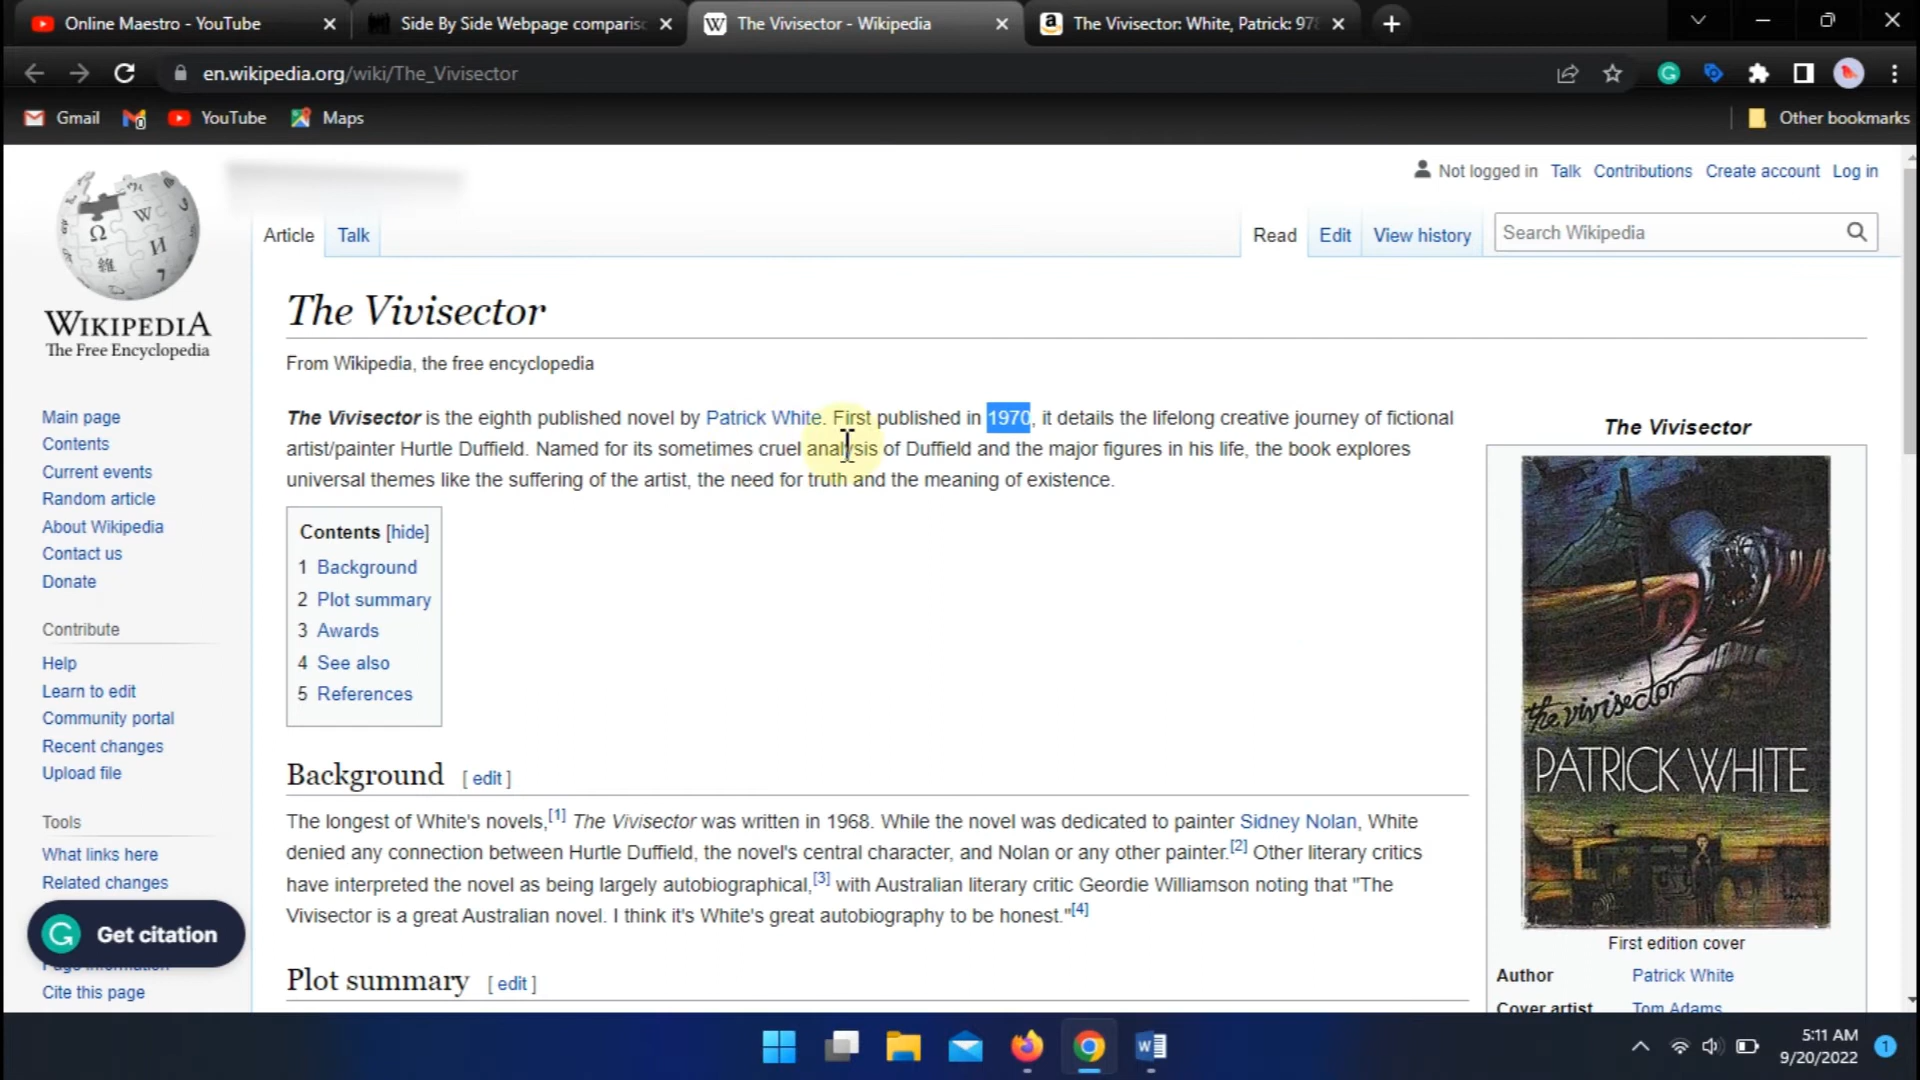 Online Maestro - YouTube
Side By Side Webpage comparis
The Vivisector - Wikipedia
The Vivisector: White, Patrick: 97
en.wikipedia.org/wiki/The_Vivisector
Gmail
YouTube
Maps
Other bookmarks
Not logged in Talk Contributions Create account Log in
Article Talk
Read Edit View history
Search Wikipedia
WIKIPEDIA
The Free Encyclopedia
The Vivisector
From Wikipedia, the free encyclopedia
The Vivisector is the eighth published novel by Patrick White. First published in 1970, it details the lifelong creative journey of fictional
artist/painter Hurtle Duffield. Named for its sometimes cruel analysis of Duffield and the major figures in his life, the book explores
universal themes like the suffering of the artist, the need for truth and the meaning of existence.
Main page
Contents
Current events
Random article
About Wikipedia
Contact us
Donate
Contribute
Help
Learn to edit
Community portal
Recent changes
Upload file
Tools
What links here
Related changes
Get citation
Page information
Cite this page
Contents [hide]
1 Background
2 Plot summary
3 Awards
4 See also
5 References
Background [ edit ]
The longest of White's novels,[1] The Vivisector was written in 1968. While the novel was dedicated to painter Sidney Nolan, White
denied any connection between Hurtle Duffield, the novel's central character, and Nolan or any other painter.[2] Other literary critics
have interpreted the novel as being largely autobiographical,[3] with Australian literary critic Geordie Williamson noting that "The
Vivisector is a great Australian novel. I think it's White's great autobiography to be honest."[4]
Plot summary [ edit ]
The Vivisector
the vivisector
PATRICK WHITE
First edition cover
Author Patrick White
Cover artist Tom Adams
5:11 AM
9/20/2022
1